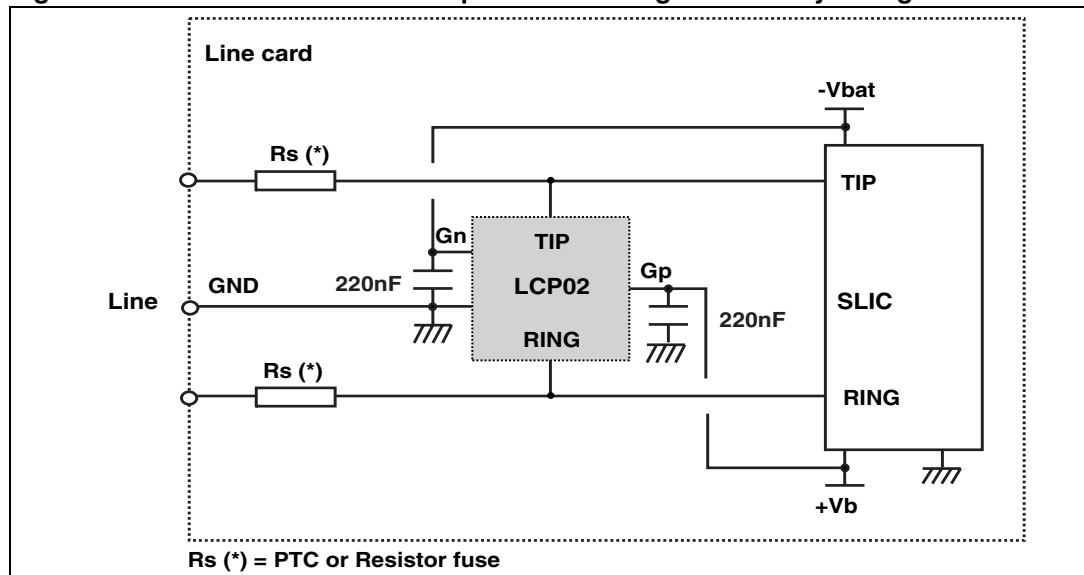 Line card
-Vbat
Rs (*)
TIP
Gn
TIP
Gp
LCP02
220nF
GND
Line
SLIC
220nF
RING
Rs (*)
RING
+Vb
Rs (*) = PTC or Resistor fuse